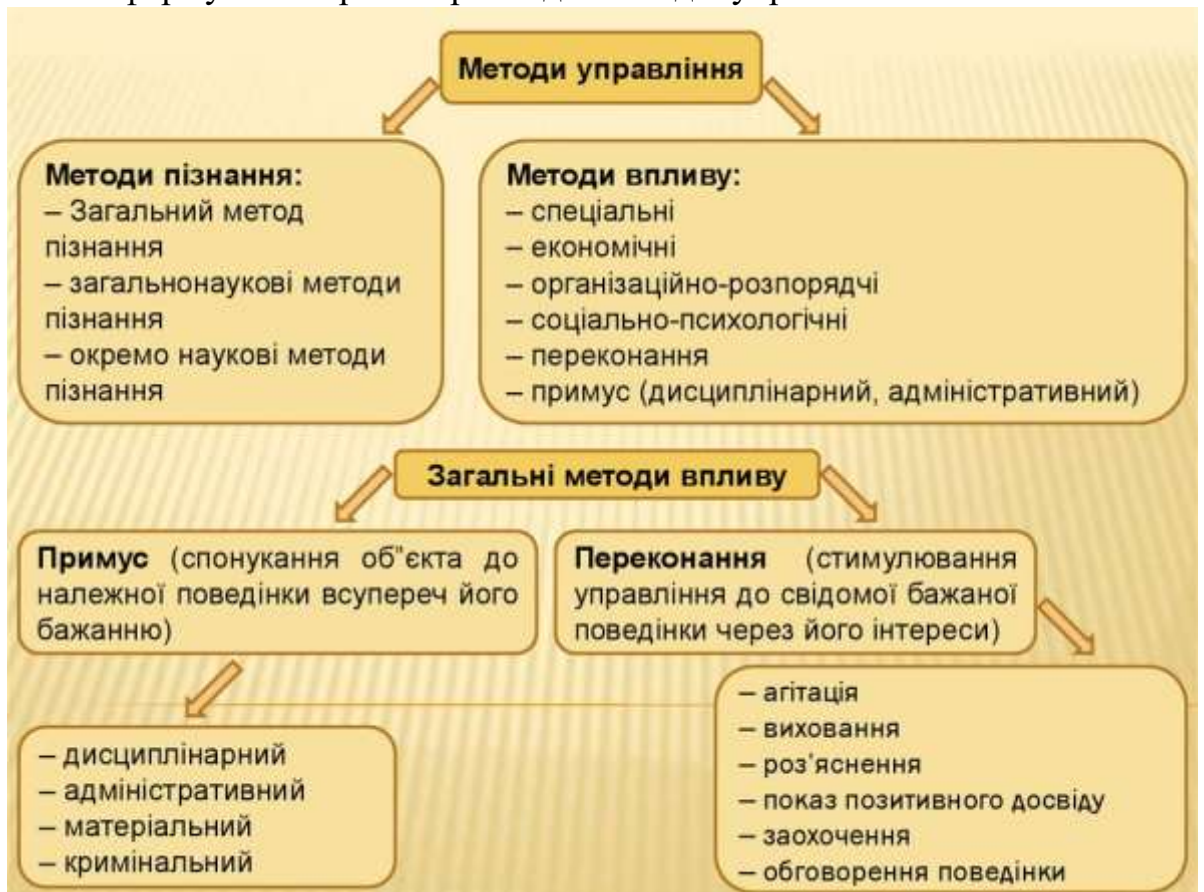 Методи управління
Методи пізнання:
– Загальний метод
пізнання
– загальнонаукові методи
пізнання
– окремо наукові методи
пізнання
Методи впливу:
– спеціальні
– економічні
– організаційно-розпорядчі
– соціально-психологічні
– переконання
– примус (дисциплінарний, адміністративний)
Загальні методи впливу
Примус (спонукання об"єкта до
належної поведінки всупереч його
бажанню)
Переконання (стимулювання
управління до свідомої бажаної
поведінки через його інтереси)
– дисциплінарний
– адміністративний
– матеріальний
– кримінальний
– агітація
– виховання
– роз'яснення
– показ позитивного досвіду
– заохочення
– обговорення поведінки